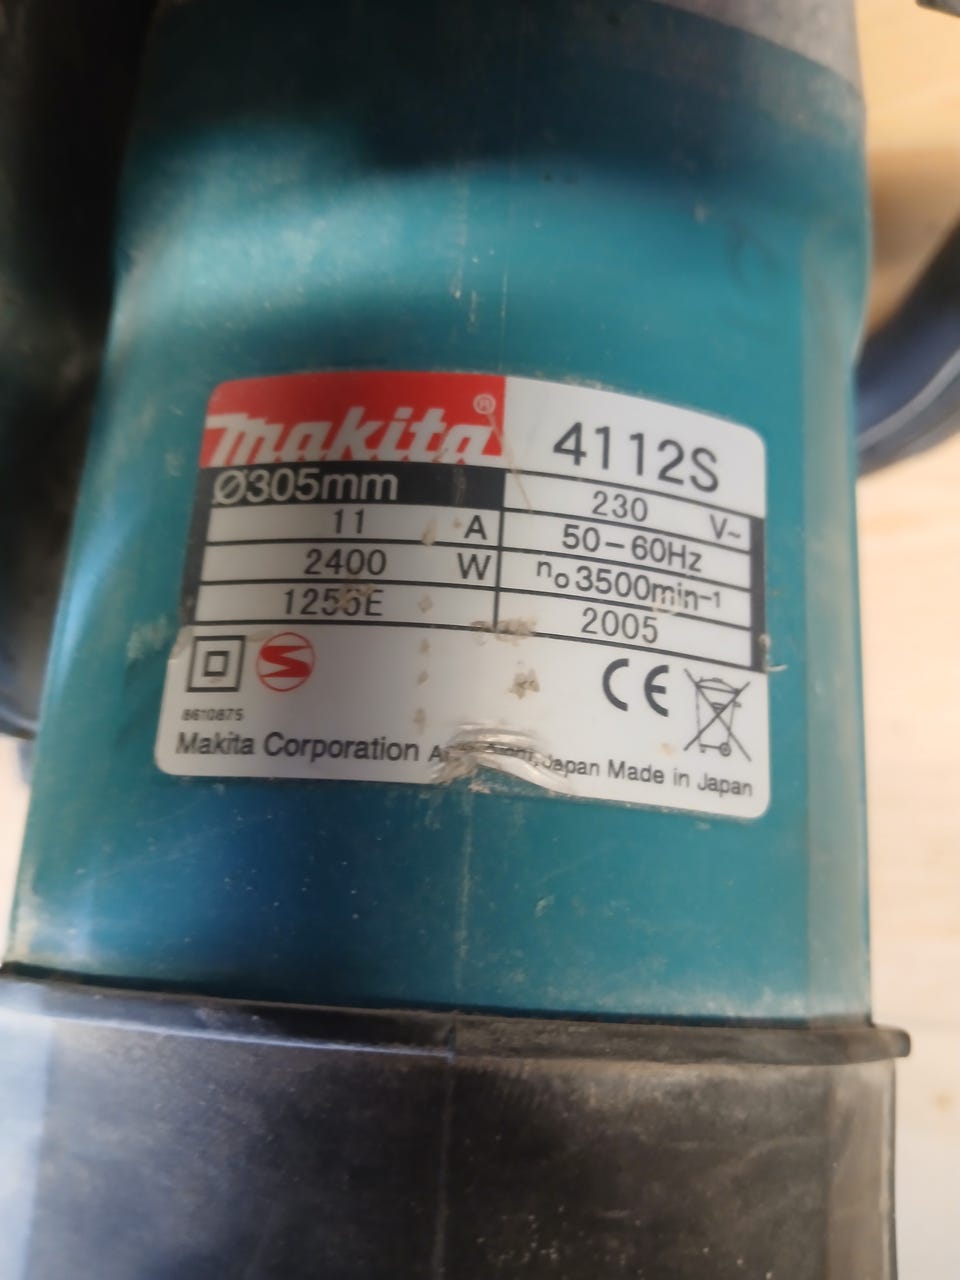 makita®
4112S
Ø305mm
230 V~
11 A
50-60Hz
2400 W
n₀3500min⁻¹
E
2005
S
CE
8610875
Makita Corporation Japan Made in Japan